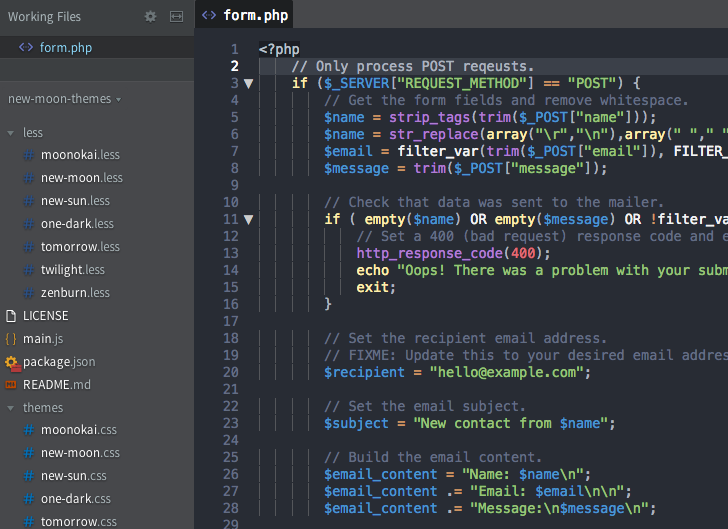 Working Files
form.php
new-moon-themes
less
moonokai.less
new-moon.less
new-sun.less
one-dark.less
tomorrow.less
twilight.less
zenburn.less
LICENSE
main.js
package.json
README.md
themes
moonokai.css
new-moon.css
new-sun.css
one-dark.css
tomorrow.css
<> form.php
1 <?php
2 // Only process POST reqeusts.
3 if ($_SERVER["REQUEST_METHOD"] == "POST") {
4 // Get the form fields and remove whitespace.
5 $name = strip_tags(trim($_POST["name"]));
6 $name = str_replace(array("\r","\n"),array(" "," "
7 $email = filter_var(trim($_POST["email"]), FILTER_
8 $message = trim($_POST["message"]);
9
10 // Check that data was sent to the mailer.
11 if ( empty($name) OR empty($message) OR !filter_va
12 // Set a 400 (bad request) response code and e
13 http_response_code(400);
14 echo "Oops! There was a problem with your subm
15 exit;
16 }
17
18 // Set the recipient email address.
19 // FIXME: Update this to your desired email addres
20 $recipient = "hello@example.com";
21
22 // Set the email subject.
23 $subject = "New contact from $name";
24
25 // Build the email content.
26 $email_content = "Name: $name\n";
27 $email_content .= "Email: $email\n\n";
28 $email_content .= "Message:\n$message\n";
29